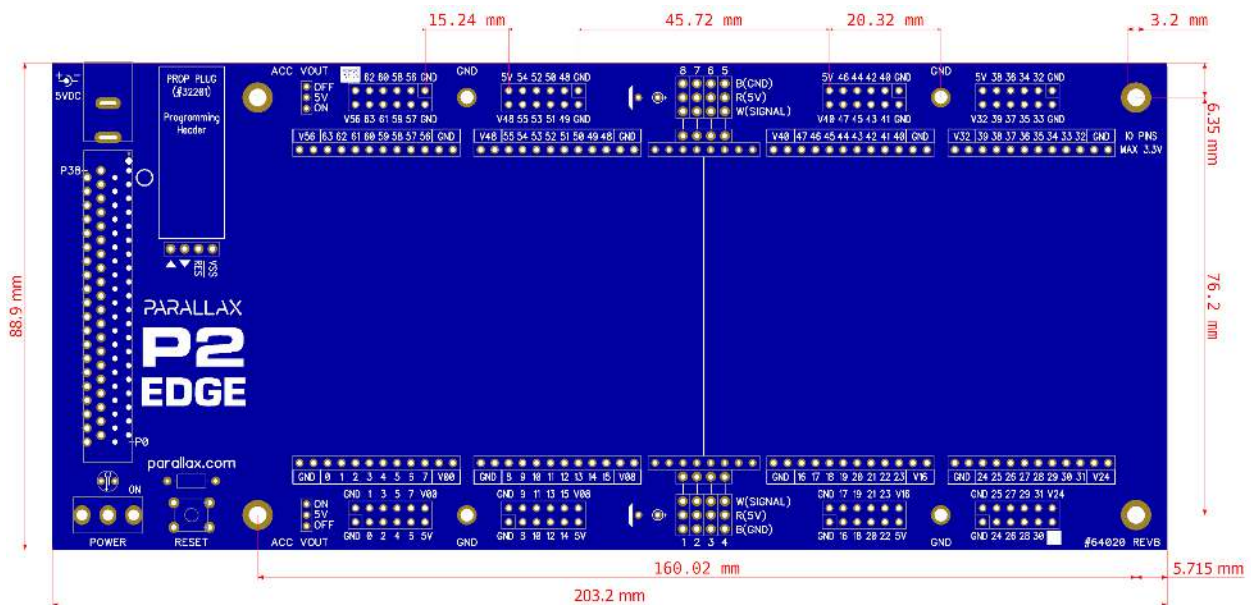 15.24 mm
45.72 mm
20.32 mm
3.2 mm
+ -
5VDC
PROP PLUG
(#32201)
Programming
Header
ACC VOUT
OFF
5V
ON
62 60 58 56 GND
V56 63 61 59 57 GND
GND
5V 54 52 50 48 GND
V48 55 53 51 49 GND
8 7 6 5
B(GND)
R(5V)
W(SIGNAL)
5V 46 44 42 40 GND
V40 47 45 43 41 GND
GND
5V 38 36 34 32 GND
V32 39 37 35 33 GND
V56 63 62 61 60 59 58 57 56 GND
V48 55 54 53 52 51 50 49 48 GND
V40 47 46 45 44 43 42 41 40 GND
V32 39 38 37 36 35 34 33 32 GND
IO PINS
MAX 3.3V
6.35 mm
P38
RES
VSS
88.9 mm
76.2 mm
PARALLAX
P2
EDGE
P0
parallax.com
ON
POWER
RESET
GND 0 1 2 3 4 5 6 7 V00
GND 8 9 10 11 12 13 14 15 V08
GND 16 17 18 19 20 21 22 23 V16
GND 24 25 26 27 28 29 30 31 V24
ON
5V
OFF
ACC VOUT
GND 1 3 5 7 V00
GND 0 2 4 6 5V
GND
GND 9 11 13 15 V08
GND 8 10 12 14 5V
W(SIGNAL)
R(5V)
B(GND)
1 2 3 4
GND 17 19 21 23 V16
GND 16 18 20 22 5V
GND
GND 25 27 29 31 V24
GND 24 26 28 30
#64020 REVB
160.02 mm
5.715 mm
203.2 mm